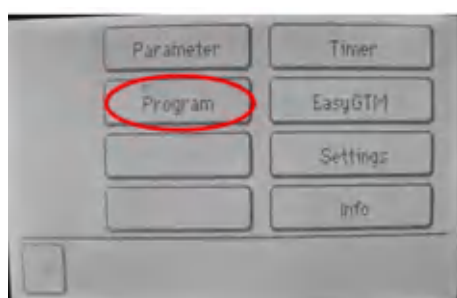 Parameter
Timer
Program
EasyGTM
Settings
Info